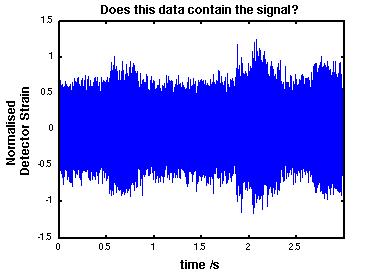 Does this data contain the signal?
1.5
1
0.5
0
-0.5
-1
-1.5
Normalised
Detector Strain
0 0.5 1 1.5 2 2.5
time /s